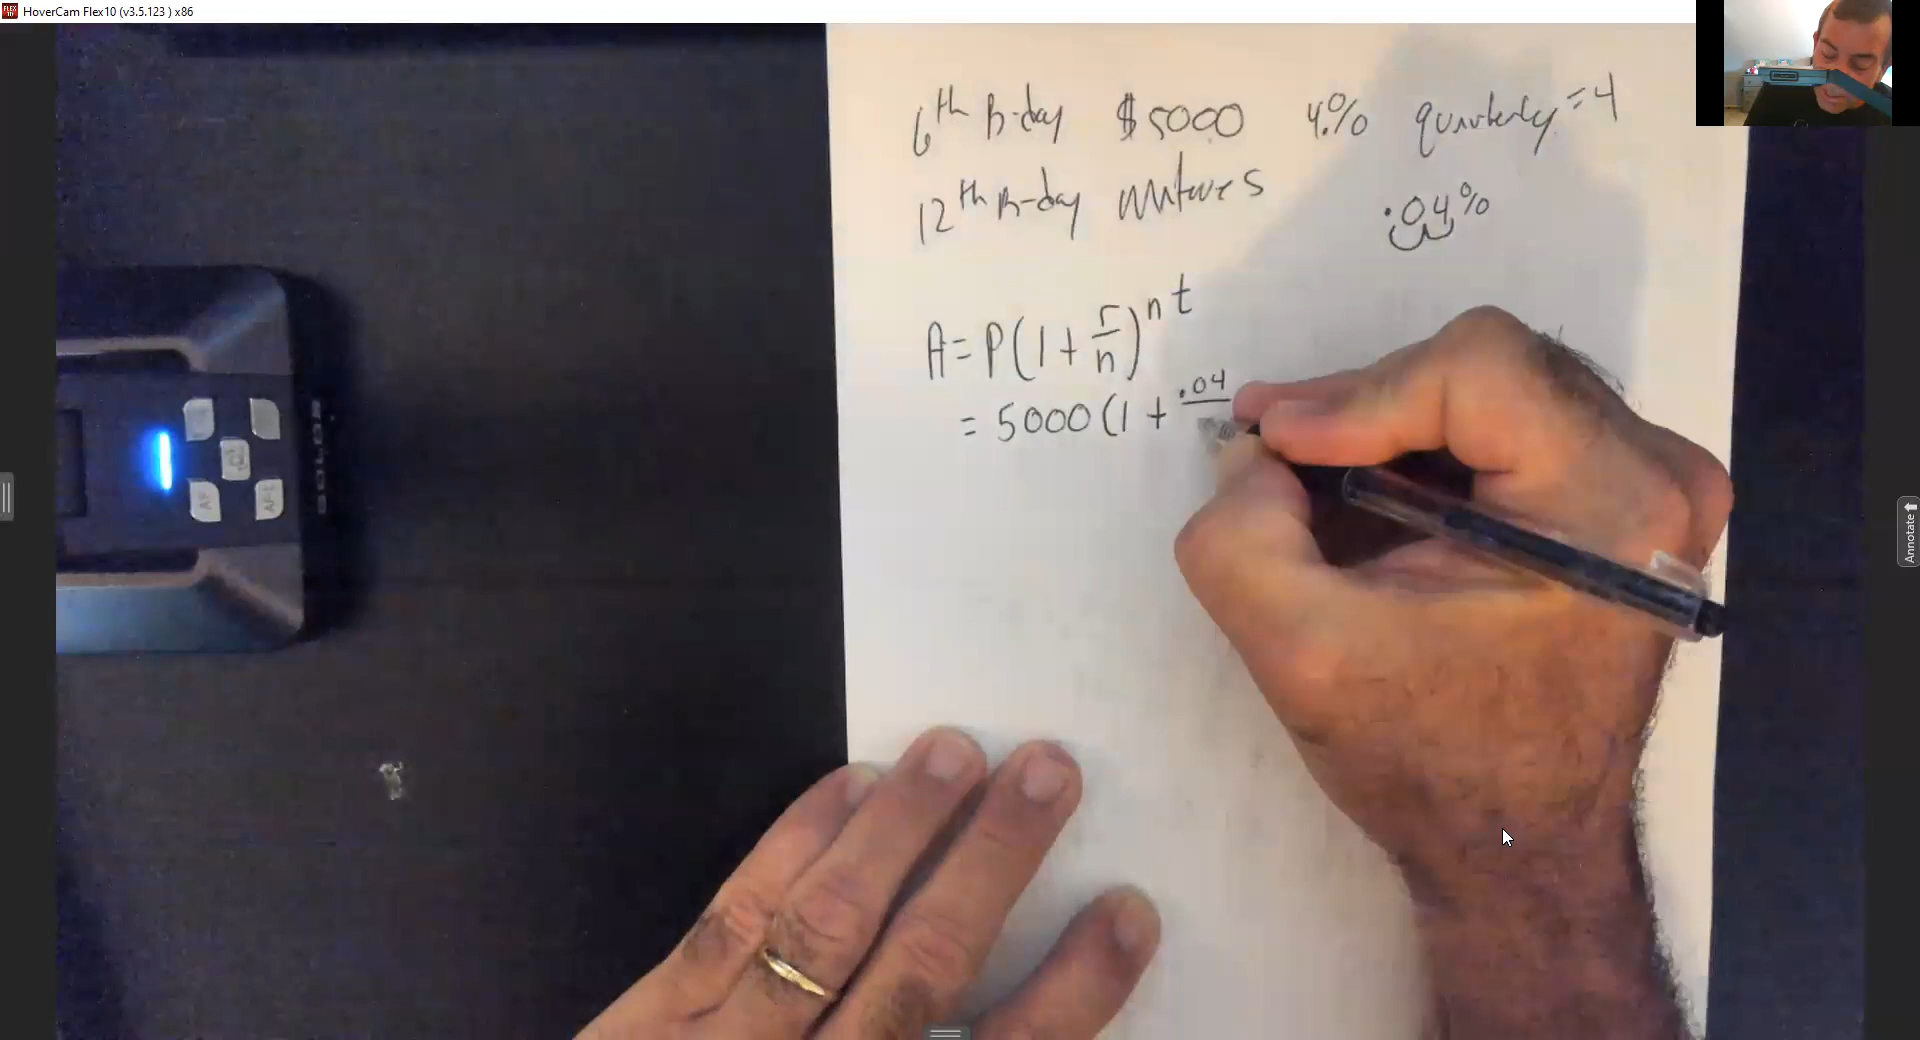 HoverCam Flex10 (v3.5.123 ) x86
6th B-day $5000 4% quarterly = 4
12th B-day matures
.04%
A = P(1 + r/n)^nt
= 5000(1 + .04
Annotate
AF